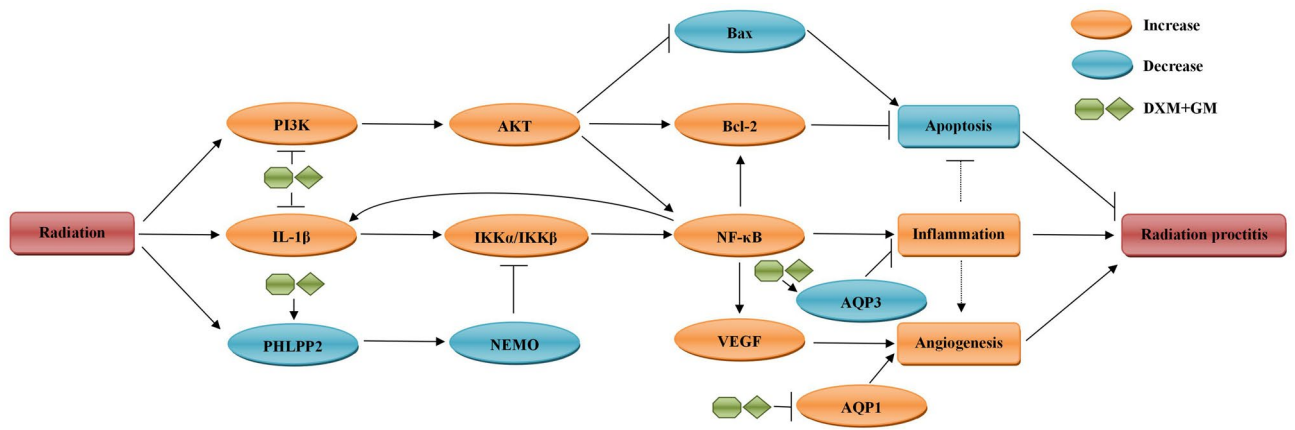 Bax
Increase
Decrease
DXM+GM
PI3K
AKT
Bcl-2
Apoptosis
Radiation
IL-1β
IKKα/IKKβ
NF-κB
Inflammation
Radiation proctitis
AQP3
PHLPP2
NEMO
VEGF
Angiogenesis
AQP1